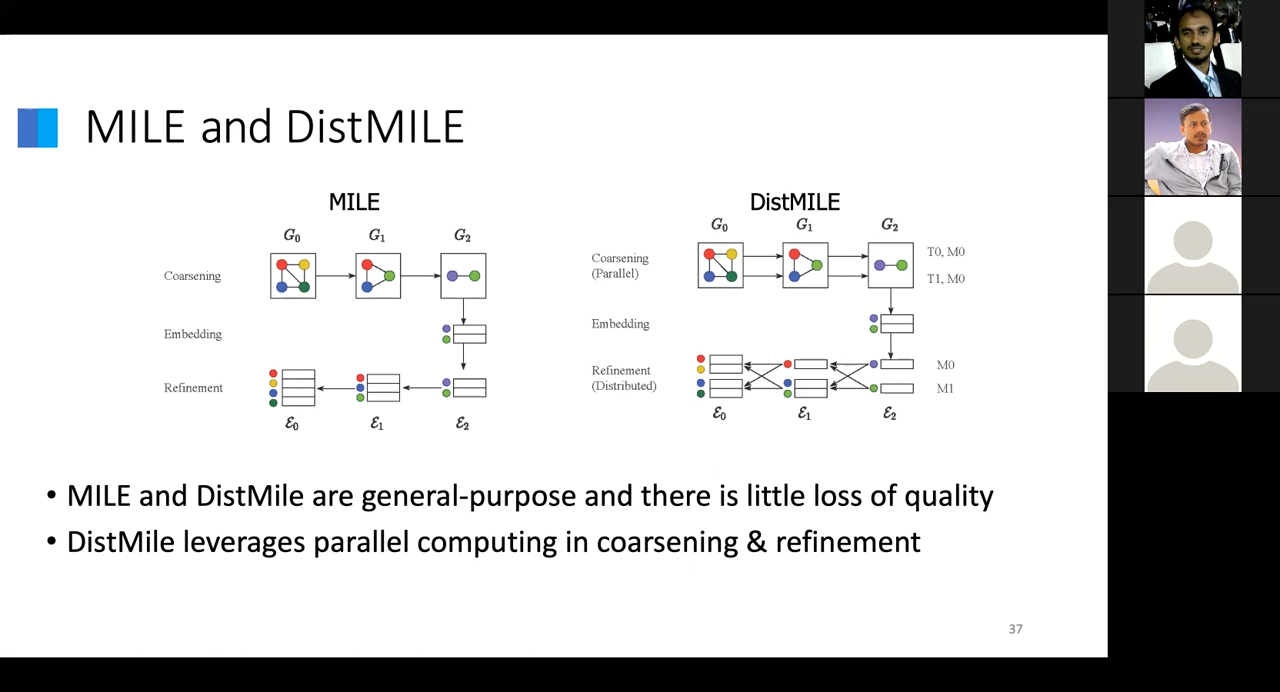 MILE and DistMILE
MILE
G0 G1 G2
Coarsening
Embedding
Refinement
ℰ0 ℰ1 ℰ2
DistMILE
G0 G1 G2
Coarsening
(Parallel)
T0, M0
T1, M0
Embedding
Refinement
(Distributed)
M0
M1
ℰ0 ℰ1 ℰ2
• MILE and DistMile are general-purpose and there is little loss of quality
• DistMile leverages parallel computing in coarsening & refinement
37